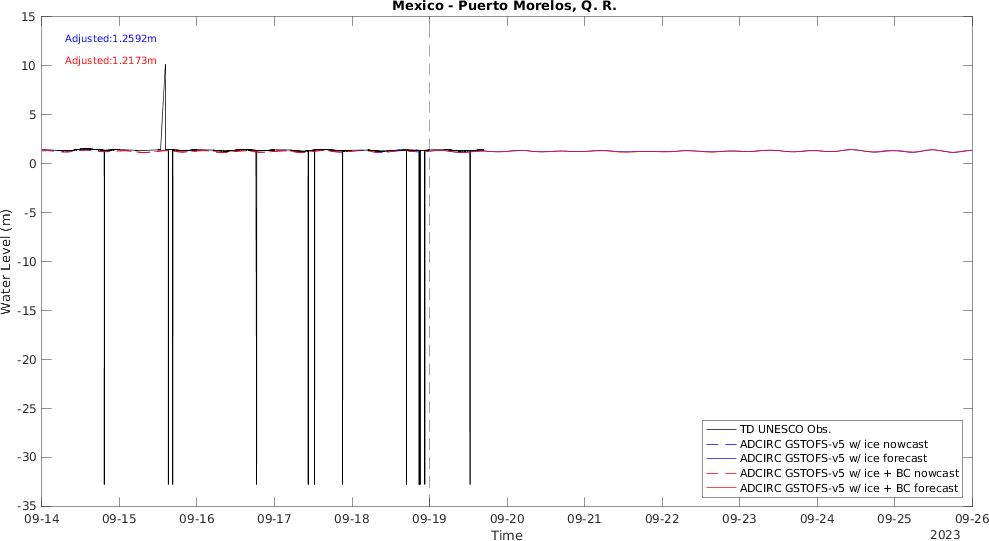 Mexico - Puerto Morelos, Q. R.
Adjusted:1.2592m
Adjusted:1.2173m
Water Level (m)
15
10
5
0
-5
-10
-15
-20
-25
-30
-35
TD UNESCO Obs.
ADCIRC GSTOFS-v5 w/ ice nowcast
ADCIRC GSTOFS-v5 w/ ice forecast
ADCIRC GSTOFS-v5 w/ ice + BC nowcast
ADCIRC GSTOFS-v5 w/ ice + BC forecast
09-14 09-15 09-16 09-17 09-18 09-19 09-20 09-21 09-22 09-23 09-24 09-25 09-26
Time
2023